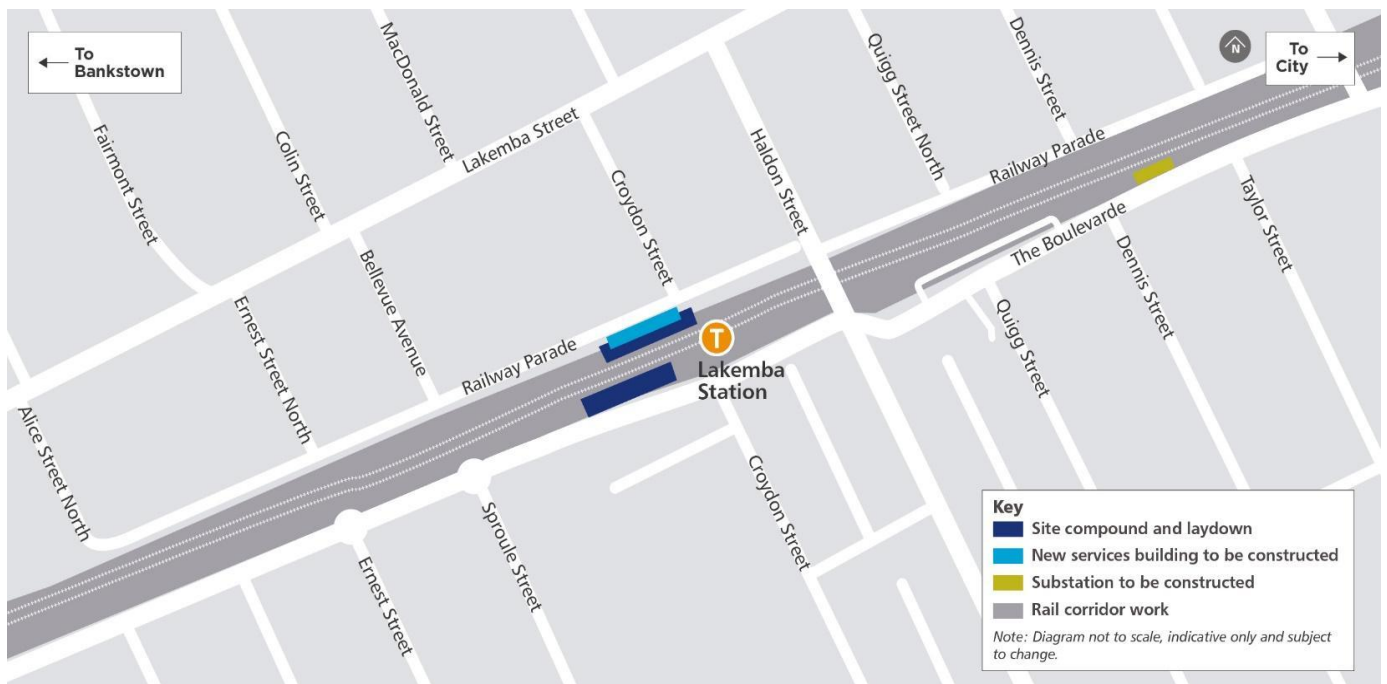 To
Bankstown
MacDonald Street
Quigg Street North
Dennis Street
N
To
City
Fairmont Street
Colin Street
Lakemba Street
Haldon Street
Railway Parade
Croydon Street
Taylor Street
Bellevue Avenue
The Boulevarde
Dennis Street
Ernest Street North
Railway Parade
T
Lakemba
Station
Quigg Street
Alice Street North
Croydon Street
Sproule Street
Ernest Street
Key
Site compound and laydown
New services building to be constructed
Substation to be constructed
Rail corridor work
Note: Diagram not to scale, indicative only and subject
to change.